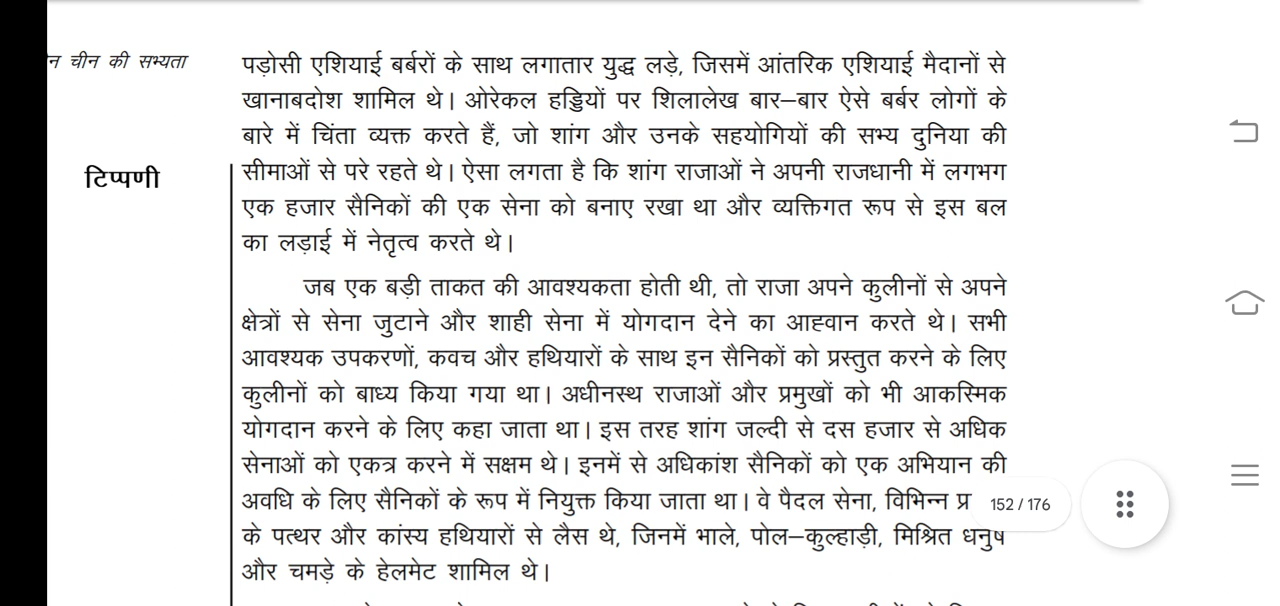 चीन की सभ्यता
पड़ोसी एशियाई बर्बरों के साथ लगातार युद्ध लड़े, जिसमें आंतरिक एशियाई मैदानों से
खानाबदोश शामिल थे। ओरेकल हड्डियों पर शिलालेख बार–बार ऐसे बर्बर लोगों के
बारे में चिंता व्यक्त करते हैं, जो शांग और उनके सहयोगियों की सभ्य दुनिया की
टिप्पणी
सीमाओं से परे रहते थे। ऐसा लगता है कि शांग राजाओं ने अपनी राजधानी में लगभग
एक हजार सैनिकों की एक सेना को बनाए रखा था और व्यक्तिगत रूप से इस बल
का लड़ाई में नेतृत्व करते थे।
जब एक बड़ी ताकत की आवश्यकता होती थी, तो राजा अपने कुलीनों से अपने
क्षेत्रों से सेना जुटाने और शाही सेना में योगदान देने का आह्वान करते थे। सभी
आवश्यक उपकरणों, कवच और हथियारों के साथ इन सैनिकों को प्रस्तुत करने के लिए
कुलीनों को बाध्य किया गया था। अधीनस्थ राजाओं और प्रमुखों को भी आकस्मिक
योगदान करने के लिए कहा जाता था। इस तरह शांग जल्दी से दस हजार से अधिक
सेनाओं को एकत्र करने में सक्षम थे। इनमें से अधिकांश सैनिकों को एक अभियान की
अवधि के लिए सैनिकों के रूप में नियुक्त किया जाता था। वे पैदल सेना, विभिन्न
152 / 176
के पत्थर और कांस्य हथियारों से लैस थे, जिनमें भाले, पोल–कुल्हाड़ी, मिश्रित धनुष
और चमड़े के हेलमेट शामिल थे।